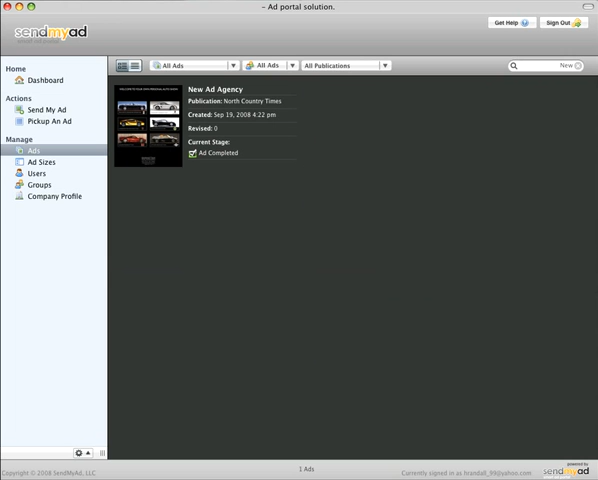 – Ad portal solution.
sendmyad
Get Help
Sign Out
Home
Dashboard
Actions
Send My Ad
Pickup An Ad
Manage
Ads
Ad Sizes
Users
Groups
Company Profile
All Ads
All Ads
All Publications
New
New Ad Agency
Publication: North Country Times
Created: Sep 19, 2008 4:22 pm
Revised: 0
Current Stage:
Ad Completed
Copyright © 2008 SendMyAd, LLC
1 Ads
Currently signed in as hrandall_99@yahoo.com
powered by
sendmyad